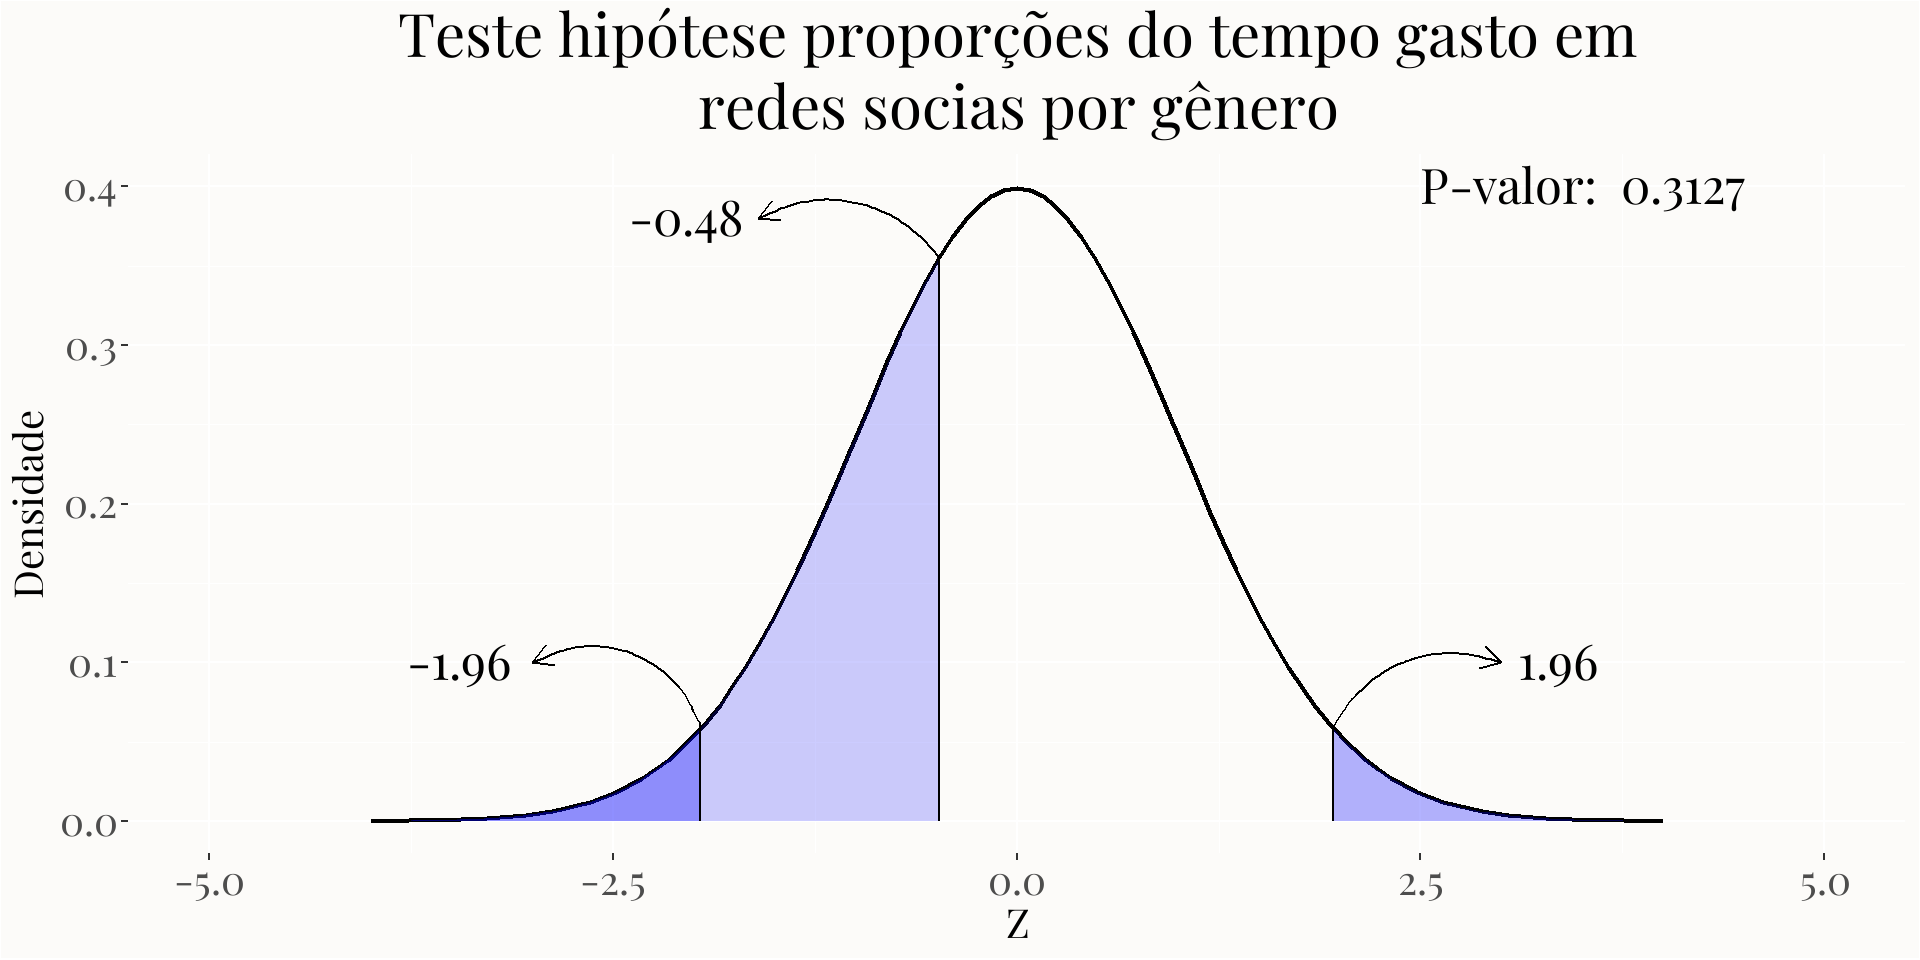 Teste hipótese proporções do tempo gasto em
redes socias por gênero
P-valor: 0.3127
-0.48
-1.96
1.96
Densidade
0.4
0.3
0.2
0.1
0.0
-5.0
-2.5
0.0
2.5
5.0
Z